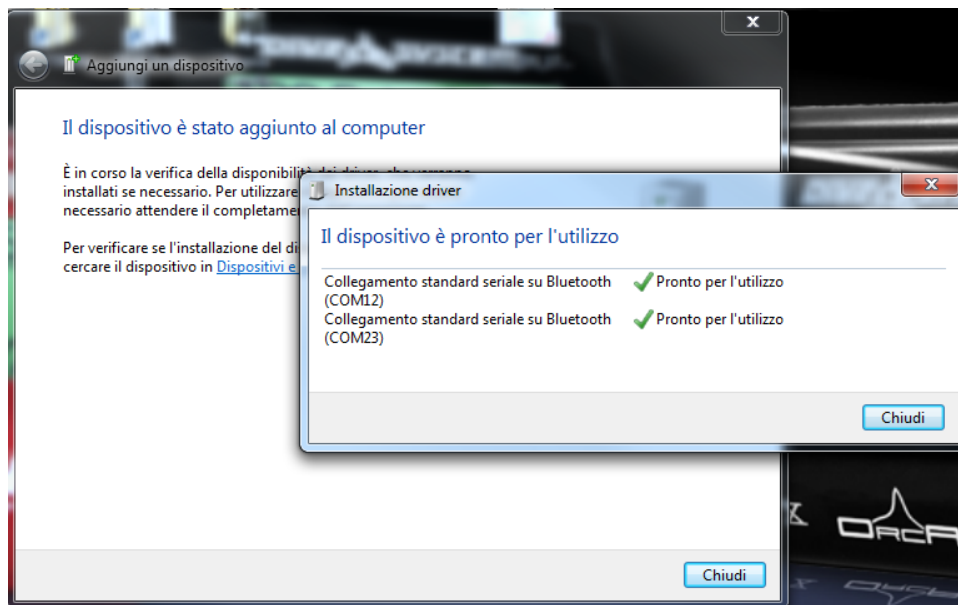 Aggiungi un dispositivo
Il dispositivo è stato aggiunto al computer
È in corso la verifica della disponibilità dei driver, che verranno
installati se necessario. Per utilizzare
necessario attendere il completame
Per verificare se l'installazione del di
cercare il dispositivo in Dispositivi e
Installazione driver
Il dispositivo è pronto per l'utilizzo
Collegamento standard seriale su Bluetooth
(COM12)
Pronto per l'utilizzo
Collegamento standard seriale su Bluetooth
(COM23)
Pronto per l'utilizzo
Chiudi
Chiudi